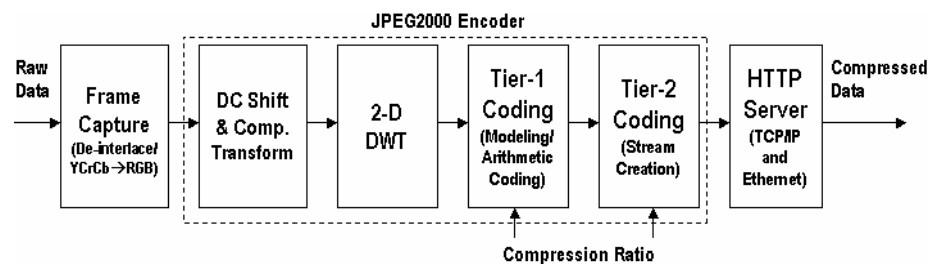 JPEG2000 Encoder
Raw
Data
Frame
Capture
(De-interlace/
YCrCb→RGB)
DC Shift
& Comp.
Transform
2-D
DWT
Tier-1
Coding
(Modeling/
Arithmetic
Coding)
Tier-2
Coding
(Stream
Creation)
HTTP
Server
(TCP/IP
and
Ethernet)
Compressed
Data
Compression Ratio